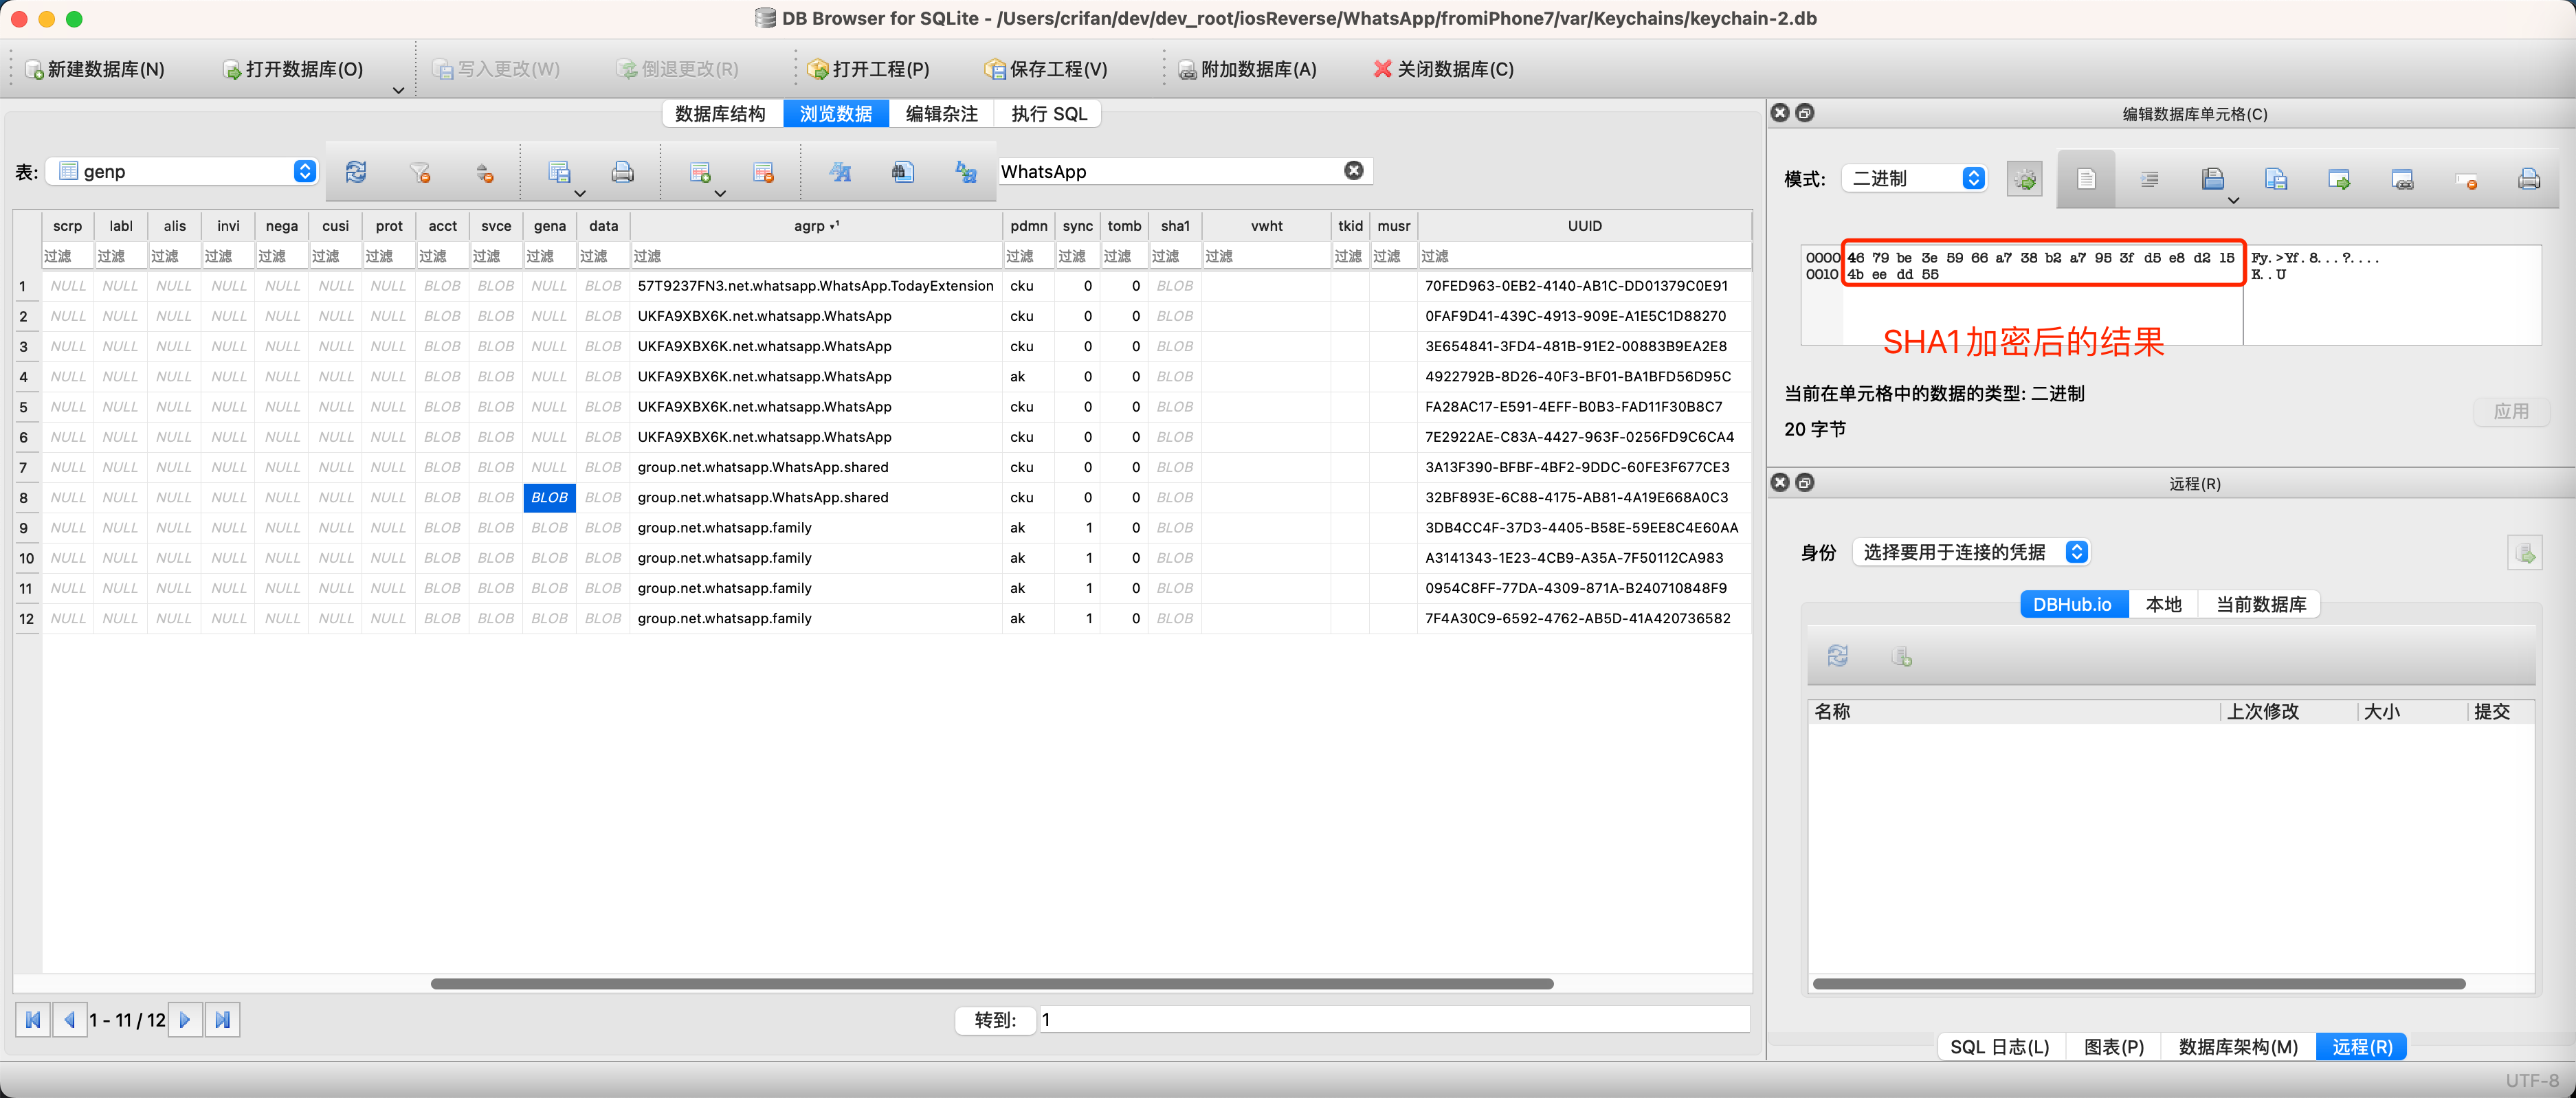 DB Browser for SQLite - /Users/crifan/dev/dev_root/iosReverse/WhatsApp/fromiPhone7/var/Keychains/keychain-2.db
新建数据库(N) 打开数据库(O) 写入更改(W) 倒退更改(R) 打开工程(P) 保存工程(V) 附加数据库(A) 关闭数据库(C)
数据库结构 浏览数据 编辑杂注 执行 SQL
表: genp WhatsApp
scrp labl alis invi nega cusi prot acct svce gena data agrp ▾¹ pdmn sync tomb sha1 vwht tkid musr UUID
过滤 过滤 过滤 过滤 过滤 过滤 过滤 过滤 过滤 过滤 过滤 过滤 过滤 过滤 过滤 过滤 过滤 过滤 过滤 过滤
1 NULL NULL NULL NULL NULL NULL NULL BLOB BLOB NULL BLOB 57T9237FN3.net.whatsapp.WhatsApp.TodayExtension cku 0 0 BLOB 70FED963-0EB2-4140-AB1C-DD01379C0E91
2 NULL NULL NULL NULL NULL NULL NULL BLOB BLOB NULL BLOB UKFA9XBX6K.net.whatsapp.WhatsApp cku 0 0 BLOB 0FAF9D41-439C-4913-909E-A1E5C1D88270
3 NULL NULL NULL NULL NULL NULL NULL BLOB BLOB NULL BLOB UKFA9XBX6K.net.whatsapp.WhatsApp cku 0 0 BLOB 3E654841-3FD4-481B-91E2-00883B9EA2E8
4 NULL NULL NULL NULL NULL NULL NULL BLOB BLOB NULL BLOB UKFA9XBX6K.net.whatsapp.WhatsApp ak 0 0 BLOB 4922792B-8D26-40F3-BF01-BA1BFD56D95C
5 NULL NULL NULL NULL NULL NULL NULL BLOB BLOB NULL BLOB UKFA9XBX6K.net.whatsapp.WhatsApp cku 0 0 BLOB FA28AC17-E591-4EFF-B0B3-FAD11F30B8C7
6 NULL NULL NULL NULL NULL NULL NULL BLOB BLOB NULL BLOB UKFA9XBX6K.net.whatsapp.WhatsApp cku 0 0 BLOB 7E2922AE-C83A-4427-963F-0256FD9C6CA4
7 NULL NULL NULL NULL NULL NULL NULL BLOB BLOB NULL BLOB group.net.whatsapp.WhatsApp.shared cku 0 0 BLOB 3A13F390-BFBF-4BF2-9DDC-60FE3F677CE3
8 NULL NULL NULL NULL NULL NULL NULL BLOB BLOB BLOB BLOB group.net.whatsapp.WhatsApp.shared cku 0 0 BLOB 32BF893E-6C88-4175-AB81-4A19E668A0C3
9 NULL NULL NULL NULL NULL NULL NULL BLOB BLOB BLOB BLOB group.net.whatsapp.family ak 1 0 BLOB 3DB4CC4F-37D3-4405-B58E-59EE8C4E60AA
10 NULL NULL NULL NULL NULL NULL NULL BLOB BLOB BLOB BLOB group.net.whatsapp.family ak 1 0 BLOB A3141343-1E23-4CB9-A35A-7F50112CA983
11 NULL NULL NULL NULL NULL NULL NULL BLOB BLOB BLOB BLOB group.net.whatsapp.family ak 1 0 BLOB 0954C8FF-77DA-4309-871A-B240710848F9
12 NULL NULL NULL NULL NULL NULL NULL BLOB BLOB BLOB BLOB group.net.whatsapp.family ak 1 0 BLOB 7F4A30C9-6592-4762-AB5D-41A420736582
1 - 11 / 12 转到: 1
编辑数据库单元格(C)
模式: 二进制
0000 46 79 be 3e 59 66 a7 38 b2 a7 95 3f d5 e8 d2 15 Fy.>Yf.8...?....
0010 4b ee dd 55 K..U
SHA1加密后的结果
当前在单元格中的数据的类型: 二进制
应用
20 字节
远程(R)
身份 选择要用于连接的凭据
DBHub.io 本地 当前数据库
名称 上次修改 大小 提交
SQL 日志(L) 图表(P) 数据库架构(M) 远程(R)
UTF-8